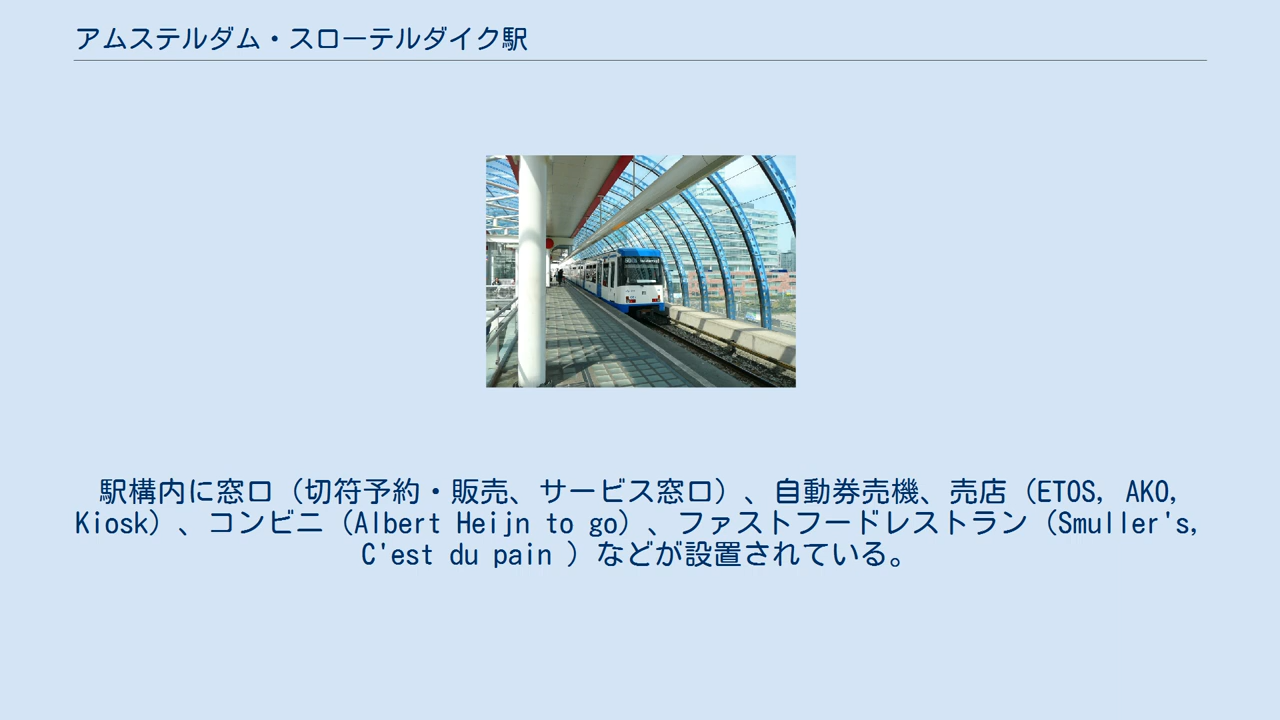 アムステルダム・スローテルダイク駅
駅構内に窓口（切符予約・販売、サービス窓口）、自動券売機、売店（ETOS, AKO,
Kiosk）、コンビニ（Albert Heijn to go）、ファストフードレストラン（Smuller's,
C'est du pain ）などが設置されている。